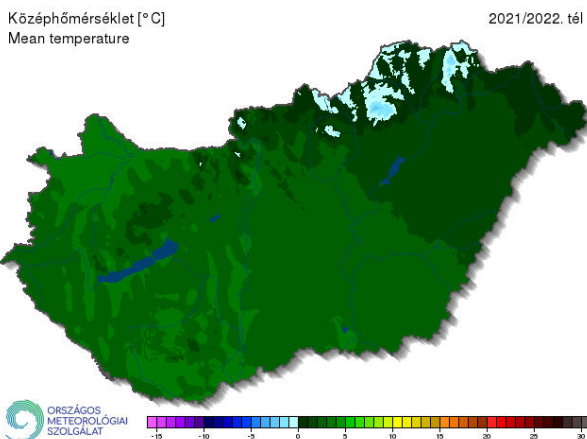 Középhőmérséklet [°C]
Mean temperature
2021/2022. tél
ORSZÁGOS
METEOROLÓGIAI
SZOLGÁLAT
-15 -10 -5 0 5 10 15 20 25 30